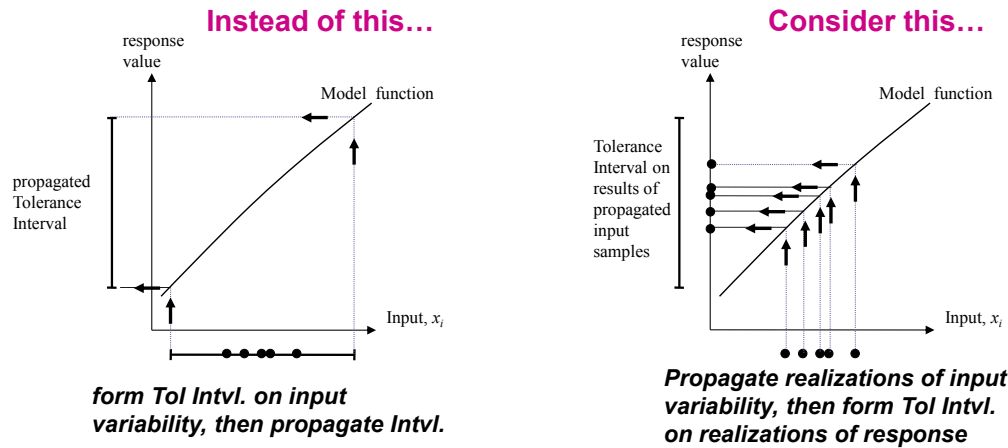 Instead of this…
response
value
Model function
propagated
Tolerance
Interval
Input, xi
form Tol Intvl. on input
variability, then propagate Intvl.
Consider this…
response
value
Model function
Tolerance
Interval on
results of
propagated
input
samples
Input, xi
Propagate realizations of input
variability, then form Tol Intvl.
on realizations of response